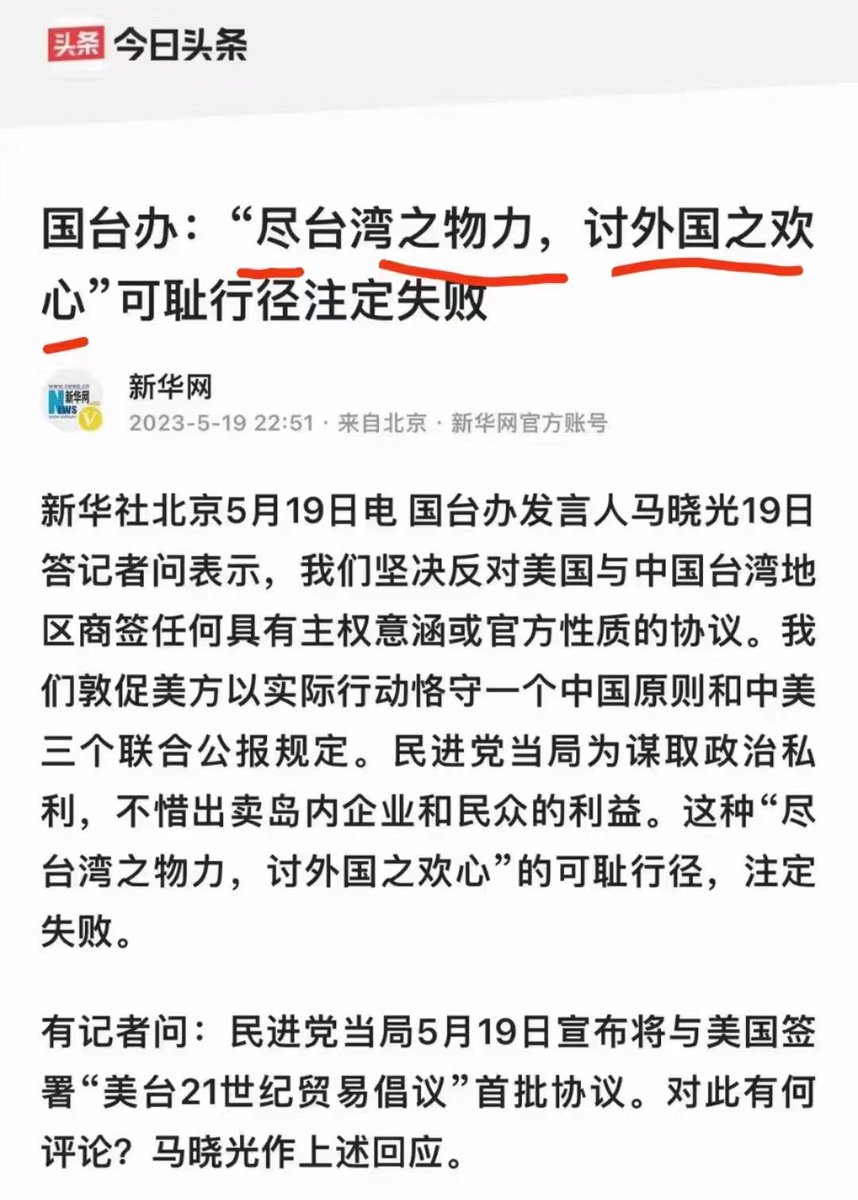 头条 今日头条
国台办：“尽台湾之物力，讨外国之欢
心”可耻行径注定失败
www.news.cn
新华网
NEWS
V
新华网
2023-5-19 22:51 · 来自北京 · 新华网官方账号
新华社北京5月19日电 国台办发言人马晓光19日
答记者问表示，我们坚决反对美国与中国台湾地
区商签任何具有主权意涵或官方性质的协议。我
们敦促美方以实际行动恪守一个中国原则和中美
三个联合公报规定。民进党当局为谋取政治私
利，不惜出卖岛内企业和民众的利益。这种“尽
台湾之物力，讨外国之欢心”的可耻行径，注定
失败。
有记者问：民进党当局5月19日宣布将与美国签
署“美台21世纪贸易倡议”首批协议。对此有何
评论？马晓光作上述回应。